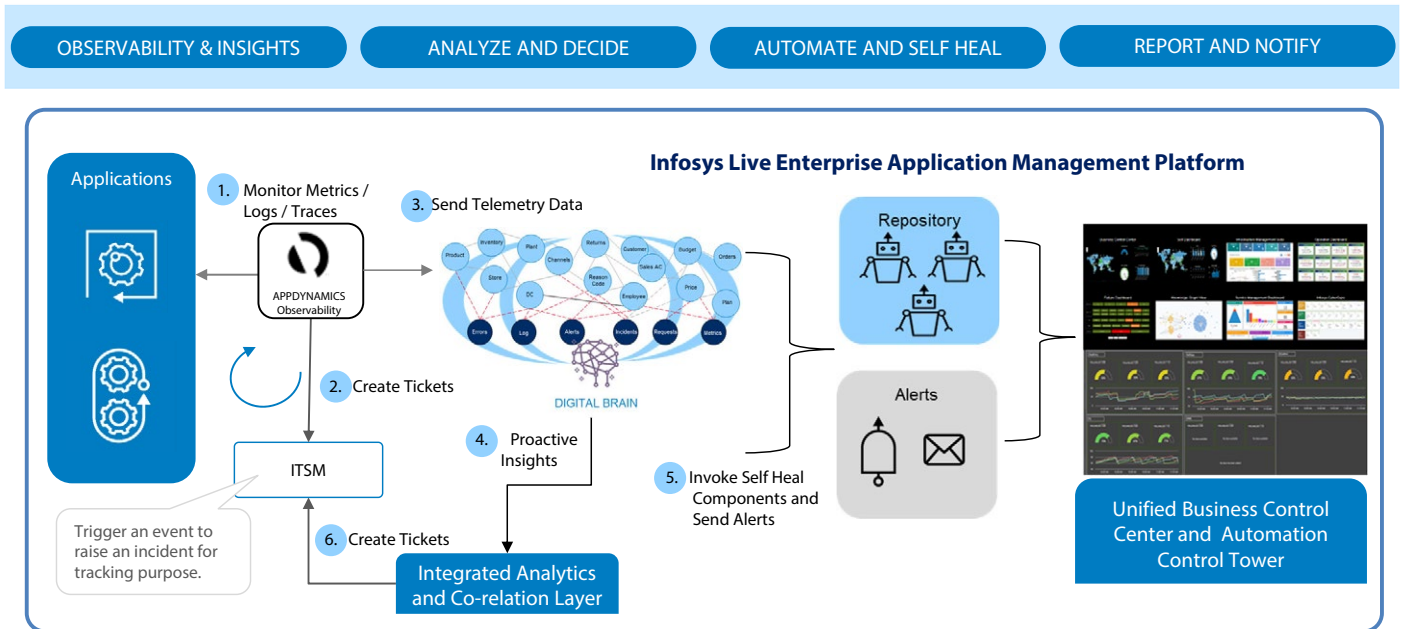 OBSERVABILITY & INSIGHTS
ANALYZE AND DECIDE
AUTOMATE AND SELF HEAL
REPORT AND NOTIFY
Infosys Live Enterprise Application Management Platform
Applications
1. Monitor Metrics /
Logs / Traces
APPDYNAMICS
Observability
2. Create Tickets
ITSM
Trigger an event to
raise an incident for
tracking purpose.
3. Send Telemetry Data
Product
Inventory
Plant
Returns
Customer
Budget
Orders
Store
Channels
Reason
Code
Sales AC
Price
DC
Employee
Plan
Errors
Log
Alerts
Incidents
Requests
Metrics
DIGITAL BRAIN
4. Proactive
Insights
6. Create Tickets
Integrated Analytics
and Co-relation Layer
5. Invoke Self Heal
Components and
Send Alerts
Repository
Alerts
Unified Business Control
Center and Automation
Control Tower